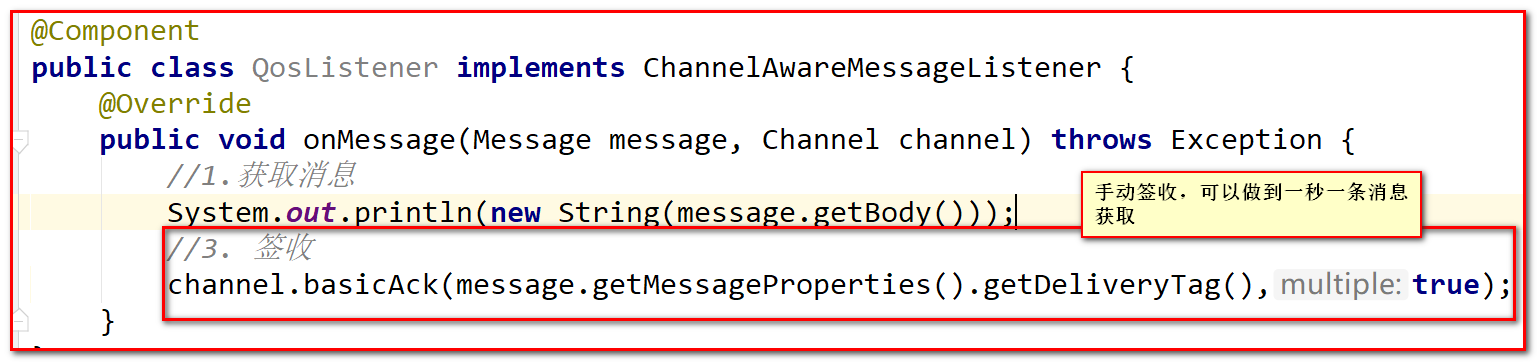 @Component
public class QosListener implements ChannelAwareMessageListener {
@Override
public void onMessage(Message message, Channel channel) throws Exception {
//1.获取消息
System.out.println(new String(message.getBody()));
手动签收，可以做到一秒一条消息
获取
//3. 签收
channel.basicAck(message.getMessageProperties().getDeliveryTag(), multiple: true);
}